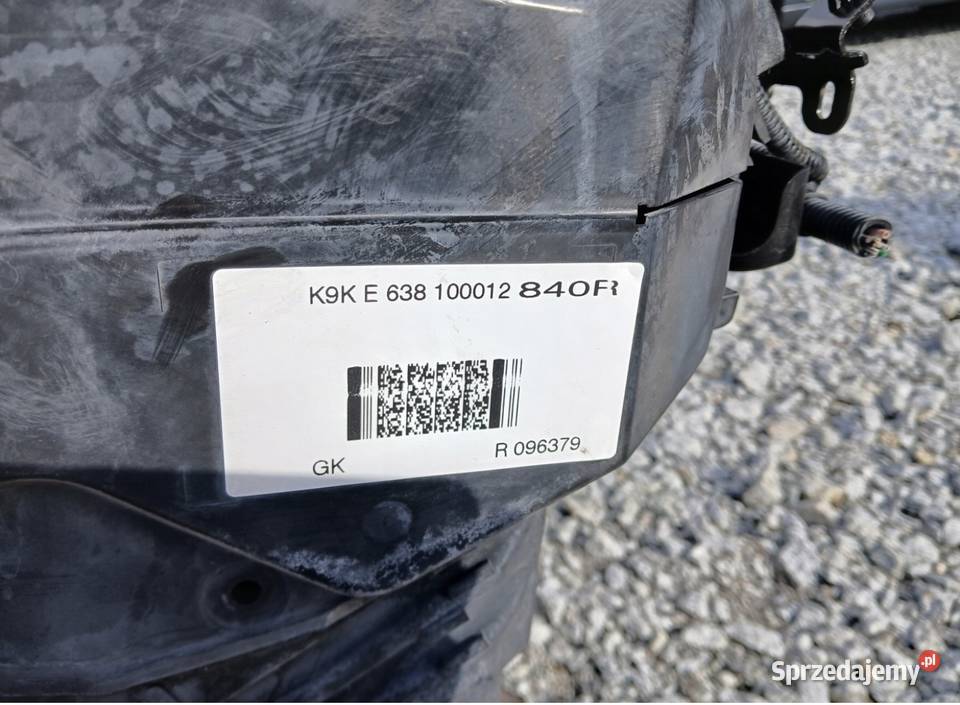 K9K E 638 100012 840R
GK
R 096379
Sprzedajemy.pl